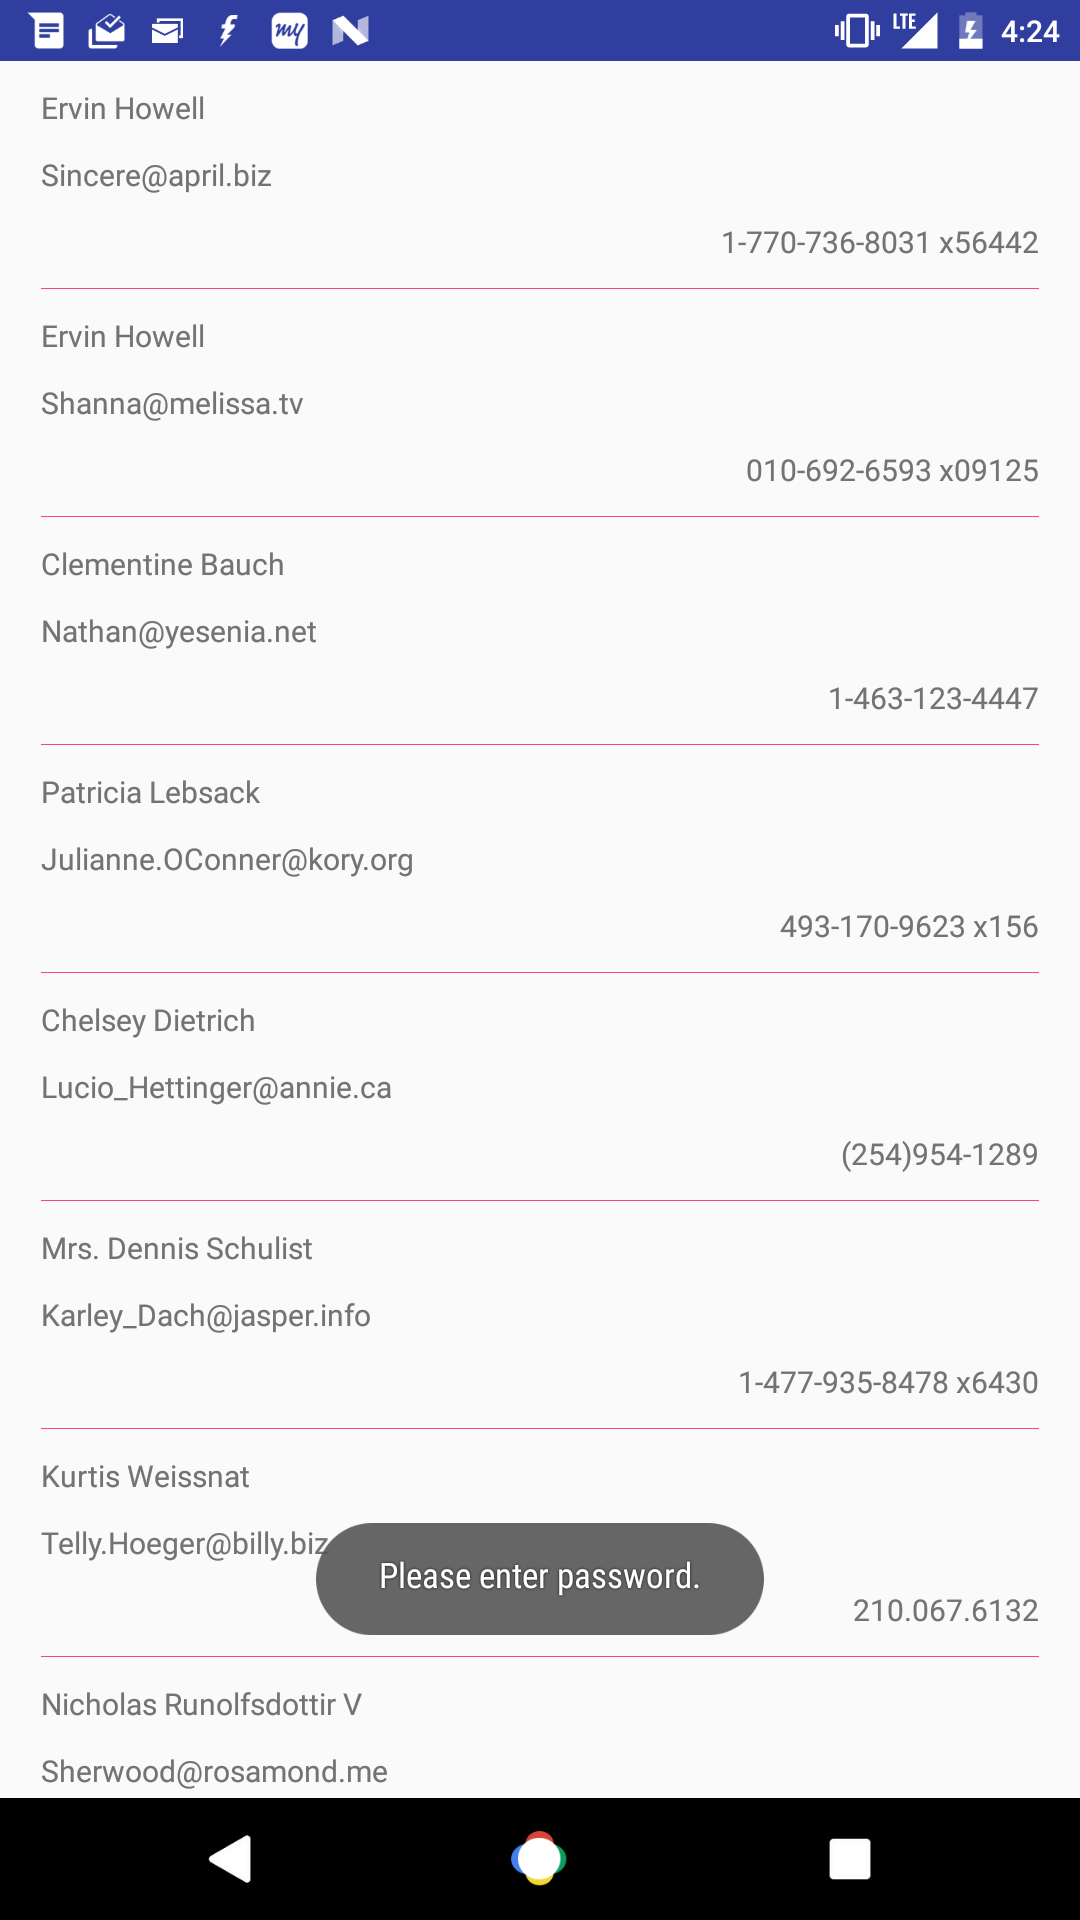 my LTE 4:24
Ervin Howell
Sincere@april.biz
1-770-736-8031 x56442
Ervin Howell
Shanna@melissa.tv
010-692-6593 x09125
Clementine Bauch
Nathan@yesenia.net
1-463-123-4447
Patricia Lebsack
Julianne.OConner@kory.org
493-170-9623 x156
Chelsey Dietrich
Lucio_Hettinger@annie.ca
(254)954-1289
Mrs. Dennis Schulist
Karley_Dach@jasper.info
1-477-935-8478 x6430
Kurtis Weissnat
Telly.Hoeger@billy.biz
Please enter password.
210.067.6132
Nicholas Runolfsdottir V
Sherwood@rosamond.me